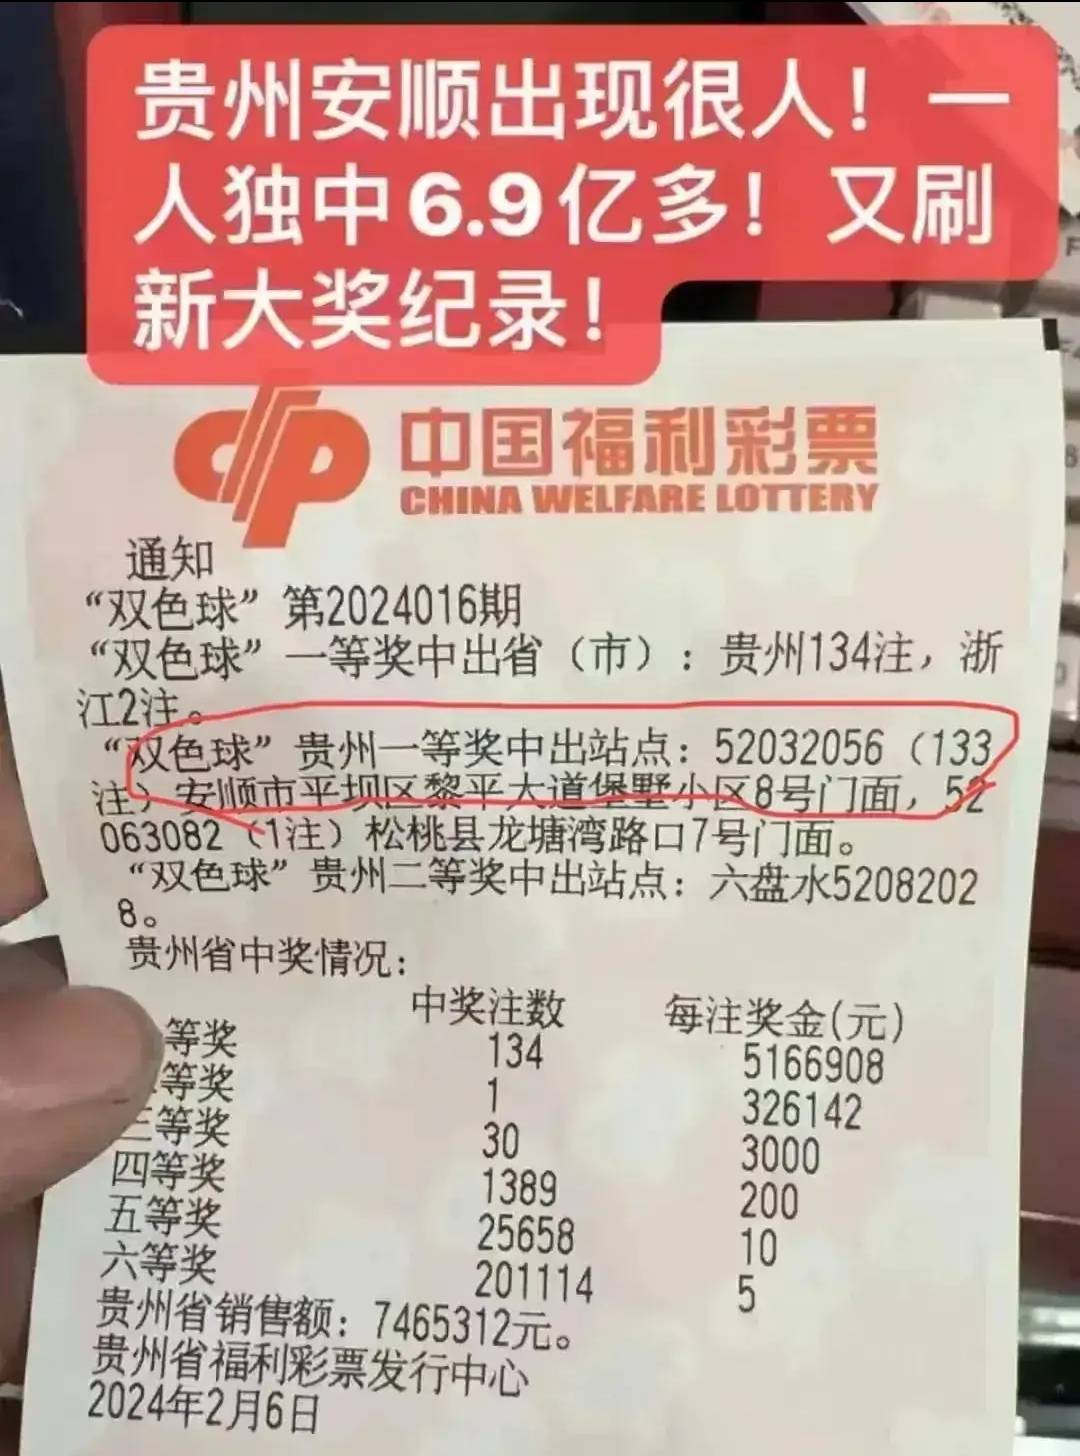 贵州安顺出现很人！一
人独中6.9亿多！又刷
新大奖纪录！
中国福利彩票
CHINA WELFARE LOTTERY
通知
“双色球”第2024016期
“双色球”一等奖中出省（市）：贵州134注，浙
江2注。
“双色球”贵州一等奖中出站点：52032056（133
注）安顺市平坝区黎平大道堡墅小区8号门面，52
063082（1注）松桃县龙塘湾路口7号门面。
“双色球”贵州二等奖中出站点：六盘水5208202
8。
贵州省中奖情况：
中奖注数 每注奖金(元)
等奖 134 5166908
等奖 1 326142
三等奖 30 3000
四等奖 1389 200
五等奖 25658 10
六等奖 201114 5
贵州省销售额：7465312元。
贵州省福利彩票发行中心
2024年2月6日